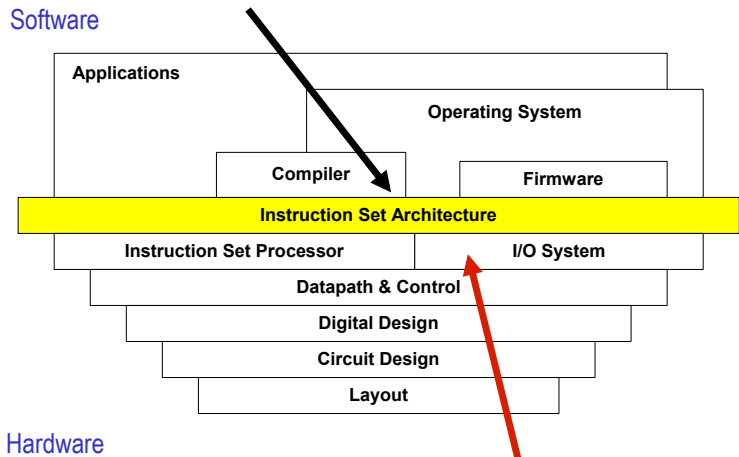 Software
Applications
Operating System
Compiler
Firmware
Instruction Set Architecture
Instruction Set Processor
I/O System
Datapath & Control
Digital Design
Circuit Design
Layout
Hardware